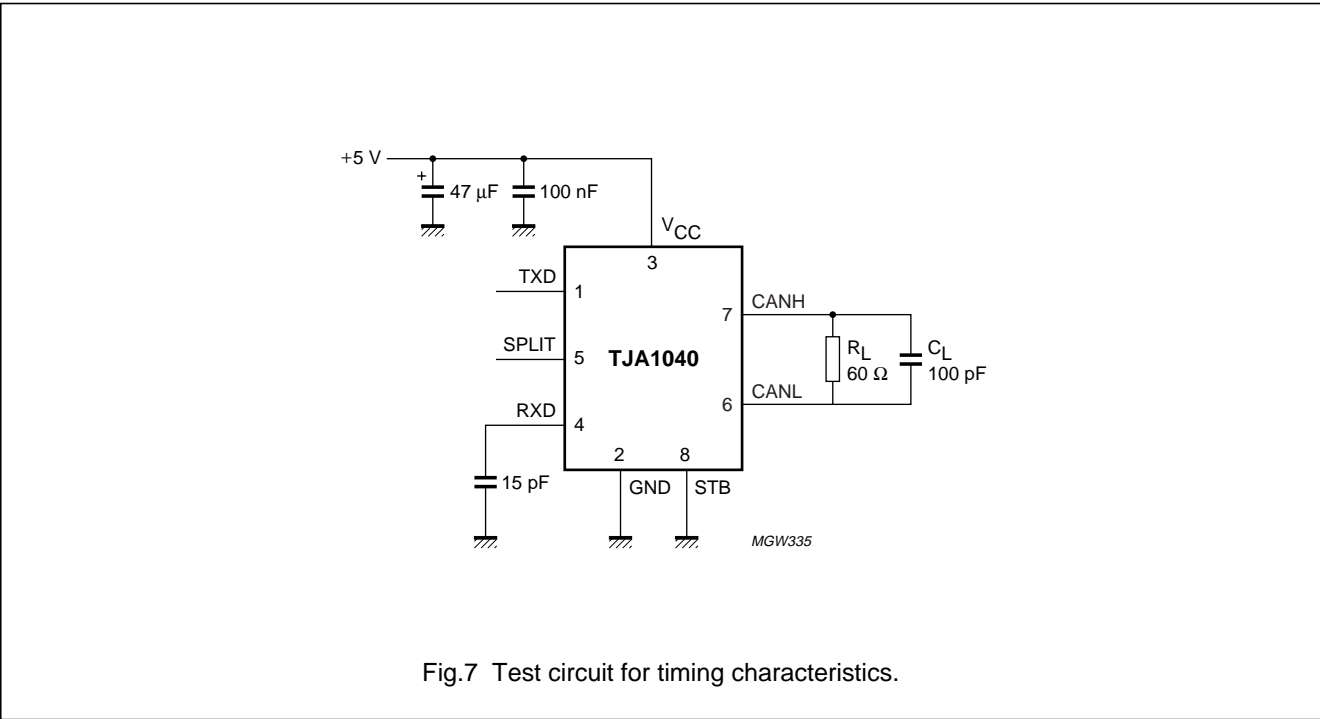 +5 V
+
47 μF
100 nF
VCC
3
TXD
1
SPLIT
5
TJA1040
RXD
4
15 pF
2
GND
8
STB
7
CANH
RL
60 Ω
CL
100 pF
6
CANL
MGW335
Fig.7 Test circuit for timing characteristics.